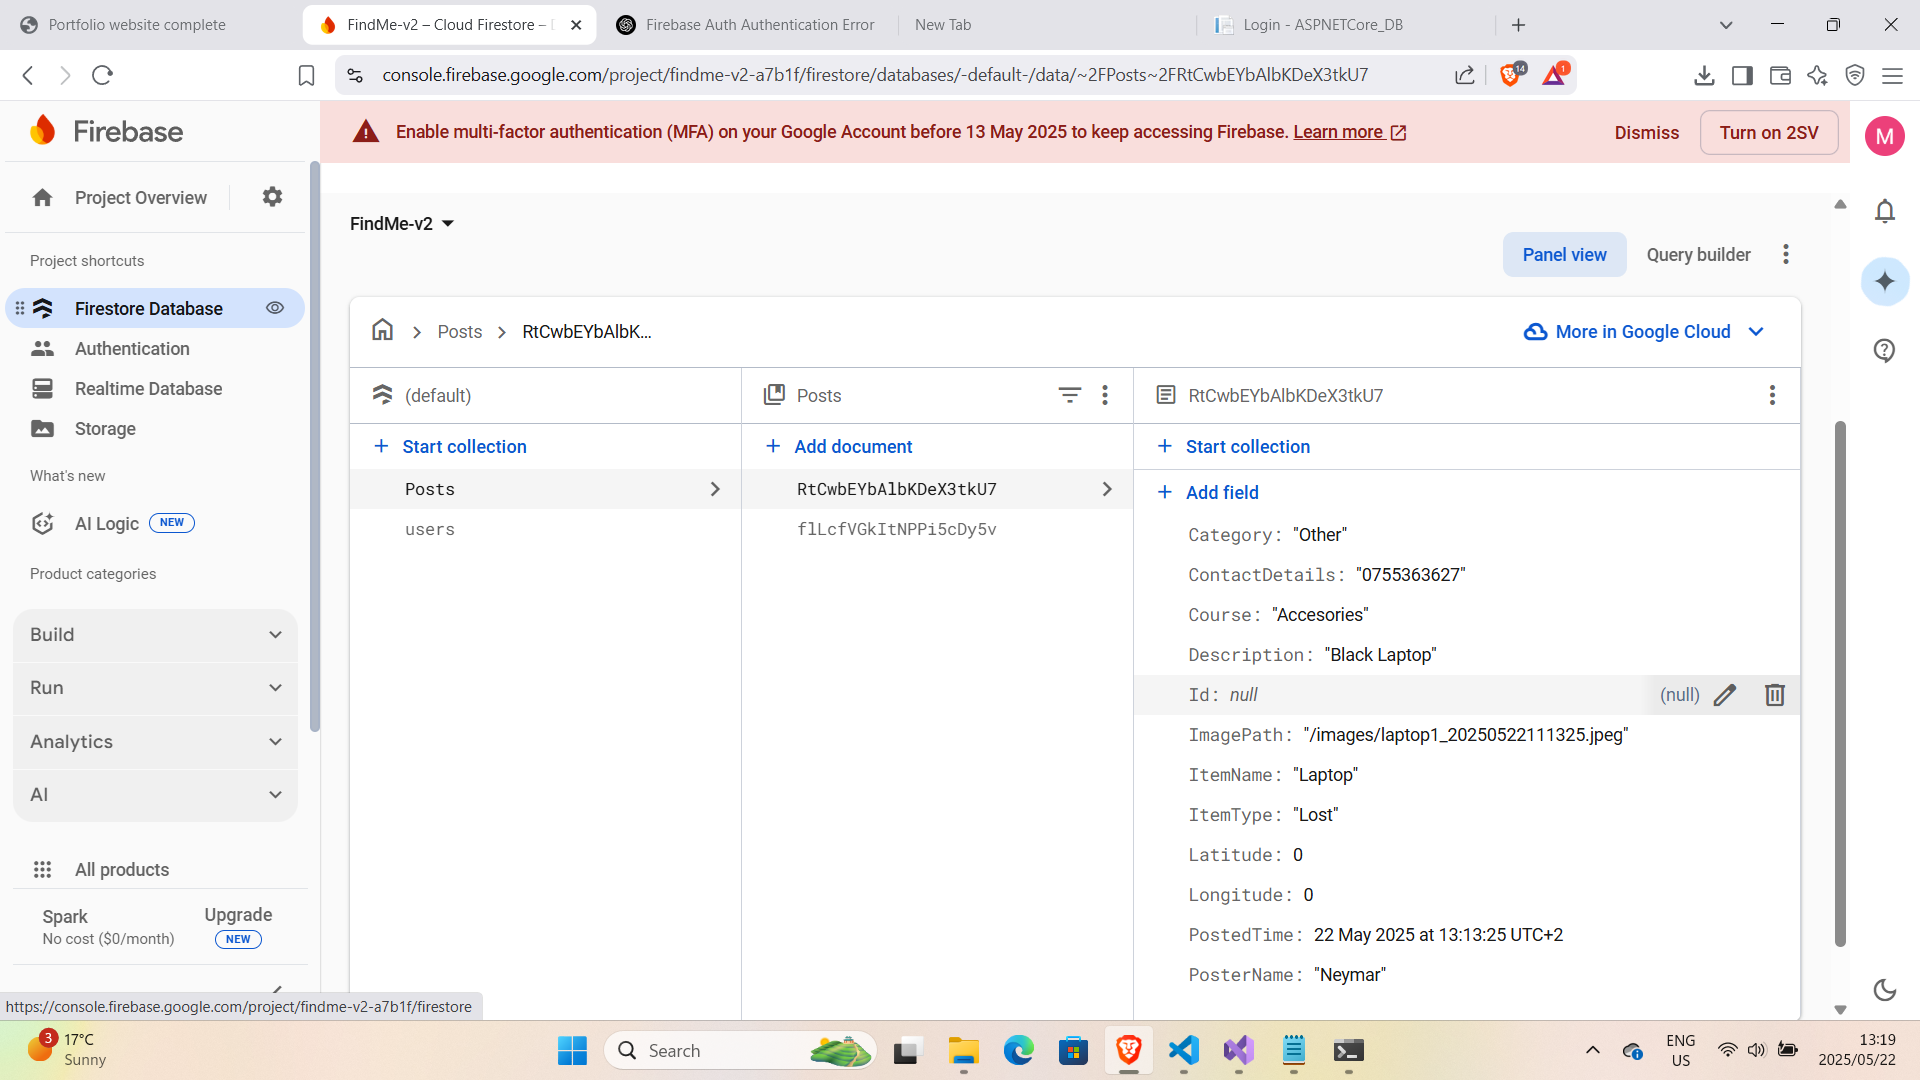 Portfolio website complete
FindMe-v2 – Cloud Firestore –
Firebase Auth Authentication Error
New Tab
Login - ASPNETCore_DB
console.firebase.google.com/project/findme-v2-a7b1f/firestore/databases/-default-/data/~2FPosts~2FRtCwbEYbAlbKDeX3tkU7
14
1
Firebase
Enable multi-factor authentication (MFA) on your Google Account before 13 May 2025 to keep accessing Firebase. Learn more
Dismiss
Turn on 2SV
M
Project Overview
Project shortcuts
Firestore Database
Authentication
Realtime Database
Storage
What's new
AI Logic NEW
Product categories
Build
Run
Analytics
AI
All products
Spark
No cost ($0/month)
Upgrade
NEW
FindMe-v2
Panel view
Query builder
Posts
RtCwbEYbAlbK...
More in Google Cloud
(default)
Start collection
Posts
users
Posts
Add document
RtCwbEYbAlbKDeX3tkU7
flLcfVGkItNPPi5cDy5v
RtCwbEYbAlbKDeX3tkU7
Start collection
Add field
Category: "Other"
ContactDetails: "0755363627"
Course: "Accesories"
Description: "Black Laptop"
Id: null
(null)
ImagePath: "/images/laptop1_20250522111325.jpeg"
ItemName: "Laptop"
ItemType: "Lost"
Latitude: 0
Longitude: 0
PostedTime: 22 May 2025 at 13:13:25 UTC+2
PosterName: "Neymar"
https://console.firebase.google.com/project/findme-v2-a7b1f/firestore
3
17°C
Sunny
Search
ENG
US
13:19
2025/05/22